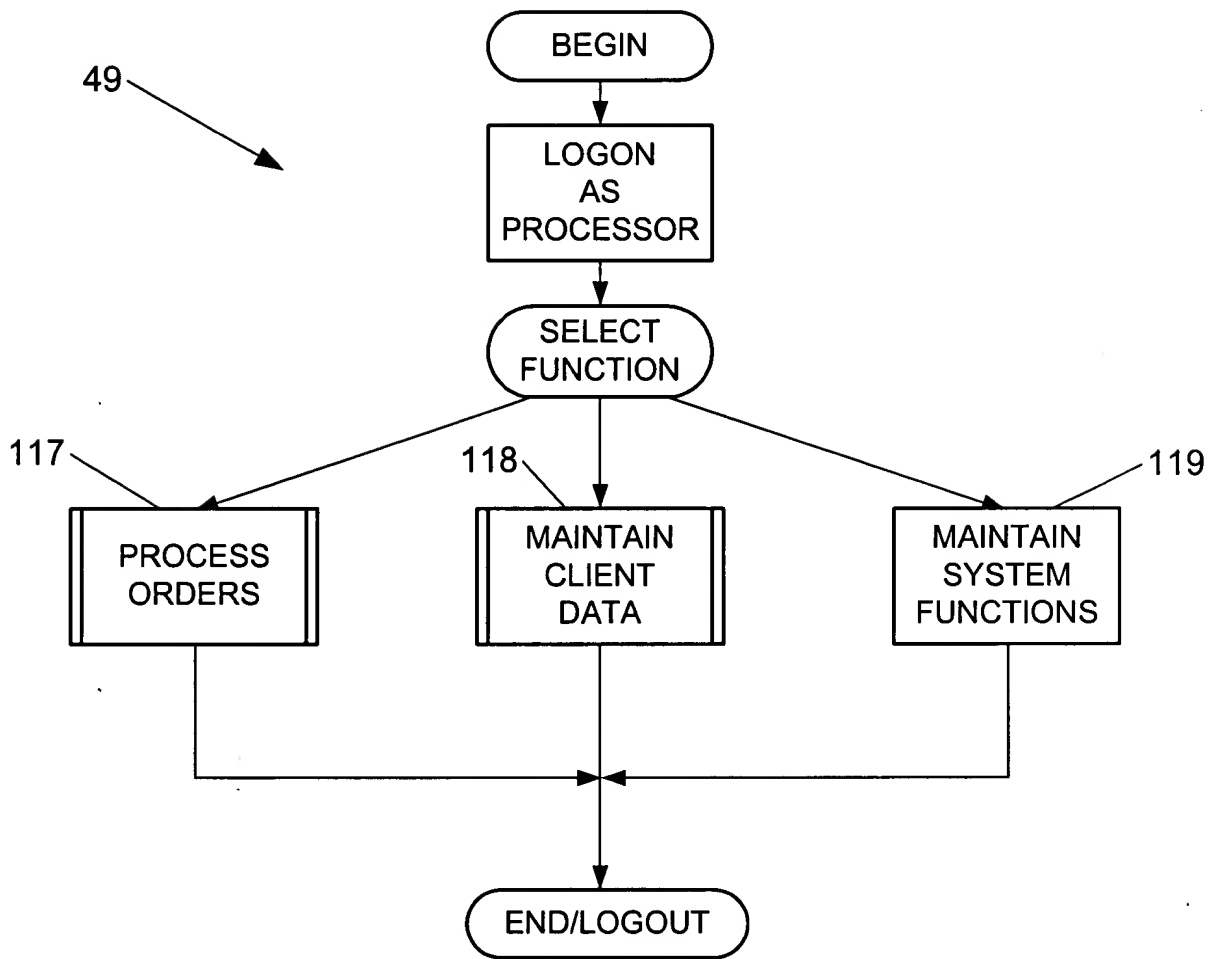 BEGIN
49
LOGON
AS
PROCESSOR
SELECT
FUNCTION
117
118
119
PROCESS
ORDERS
MAINTAIN
CLIENT
DATA
MAINTAIN
SYSTEM
FUNCTIONS
END/LOGOUT